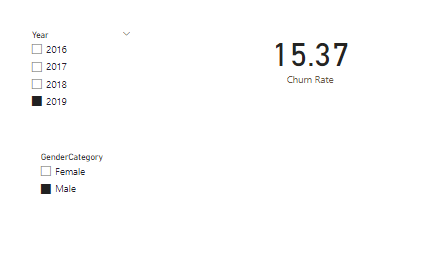 Year
2016
2017
2018
2019
15.37
Churn Rate
GenderCategory
Female
Male